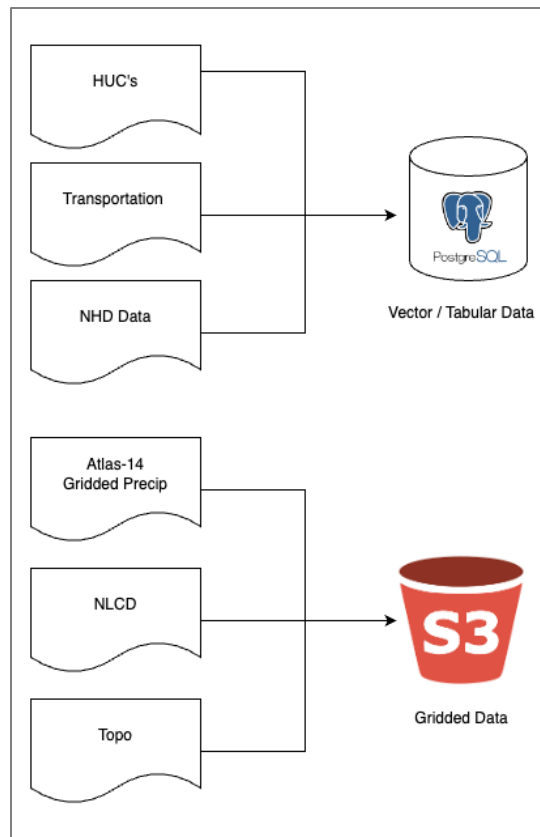 HUC's
Transportation
NHD Data
PostgreSQL
Vector / Tabular Data
Atlas-14
Gridded Precip
NLCD
S3
Topo
Gridded Data